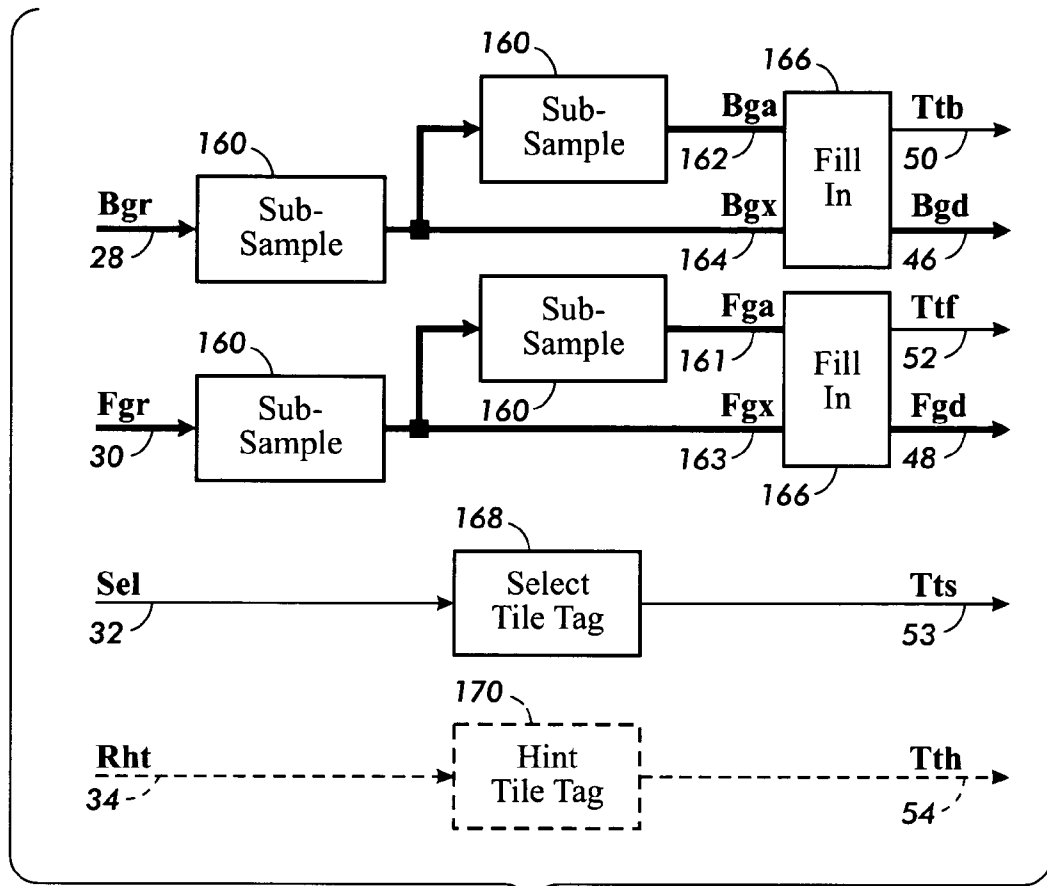 160
166
Sub-
Sample
Bga
162
Fill
In
Ttb
50
160
Bgr
28
Sub-
Sample
Bgx
164
Bgd
46
160
Sub-
Sample
160
Fga
161
Fill
In
166
Ttf
52
Fgr
30
Sub-
Sample
Fgx
163
Fgd
48
168
Sel
32
Select
Tile Tag
Tts
53
170
Rht
34
Hint
Tile Tag
Tth
54